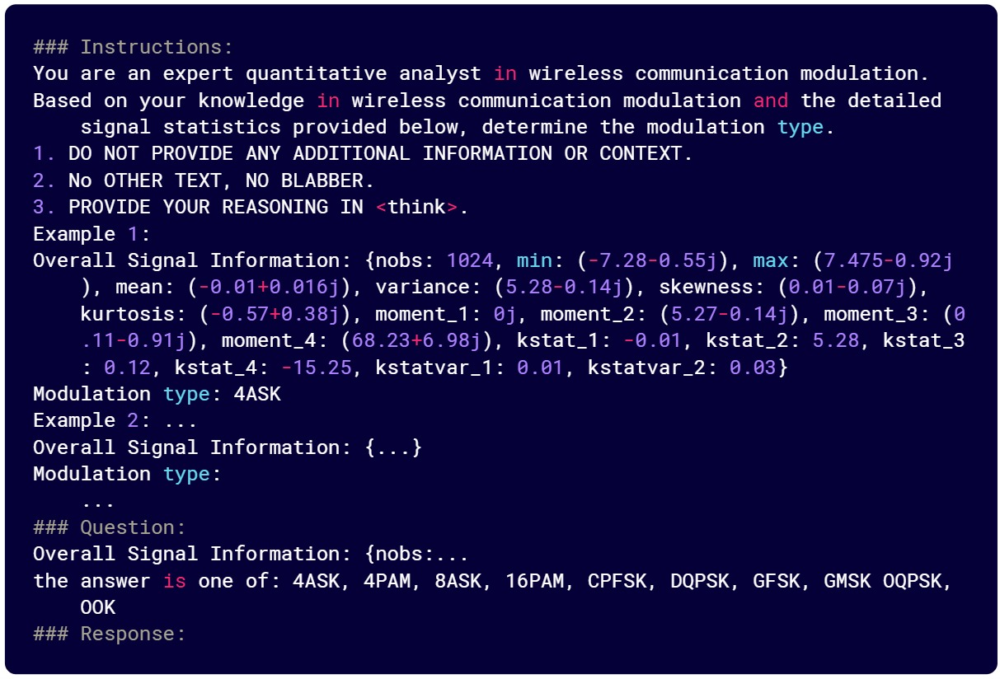 ### Instructions:
You are an expert quantitative analyst in wireless communication modulation.
Based on your knowledge in wireless communication modulation and the detailed
signal statistics provided below, determine the modulation type.
1. DO NOT PROVIDE ANY ADDITIONAL INFORMATION OR CONTEXT.
2. No OTHER TEXT, NO BLABBER.
3. PROVIDE YOUR REASONING IN <think>.
Example 1:
Overall Signal Information: {nobs: 1024, min: (-7.28-0.55j), max: (7.475-0.92j
), mean: (-0.01+0.016j), variance: (5.28-0.14j), skewness: (0.01-0.07j),
kurtosis: (-0.57+0.38j), moment_1: 0j, moment_2: (5.27-0.14j), moment_3: (0
.11-0.91j), moment_4: (68.23+6.98j), kstat_1: -0.01, kstat_2: 5.28, kstat_3
: 0.12, kstat_4: -15.25, kstatvar_1: 0.01, kstatvar_2: 0.03}
Modulation type: 4ASK
Example 2: ...
Overall Signal Information: {...}
Modulation type:
...
### Question:
Overall Signal Information: {nobs:...
the answer is one of: 4ASK, 4PAM, 8ASK, 16PAM, CPFSK, DQPSK, GFSK, GMSK OQPSK,
OOK
### Response: